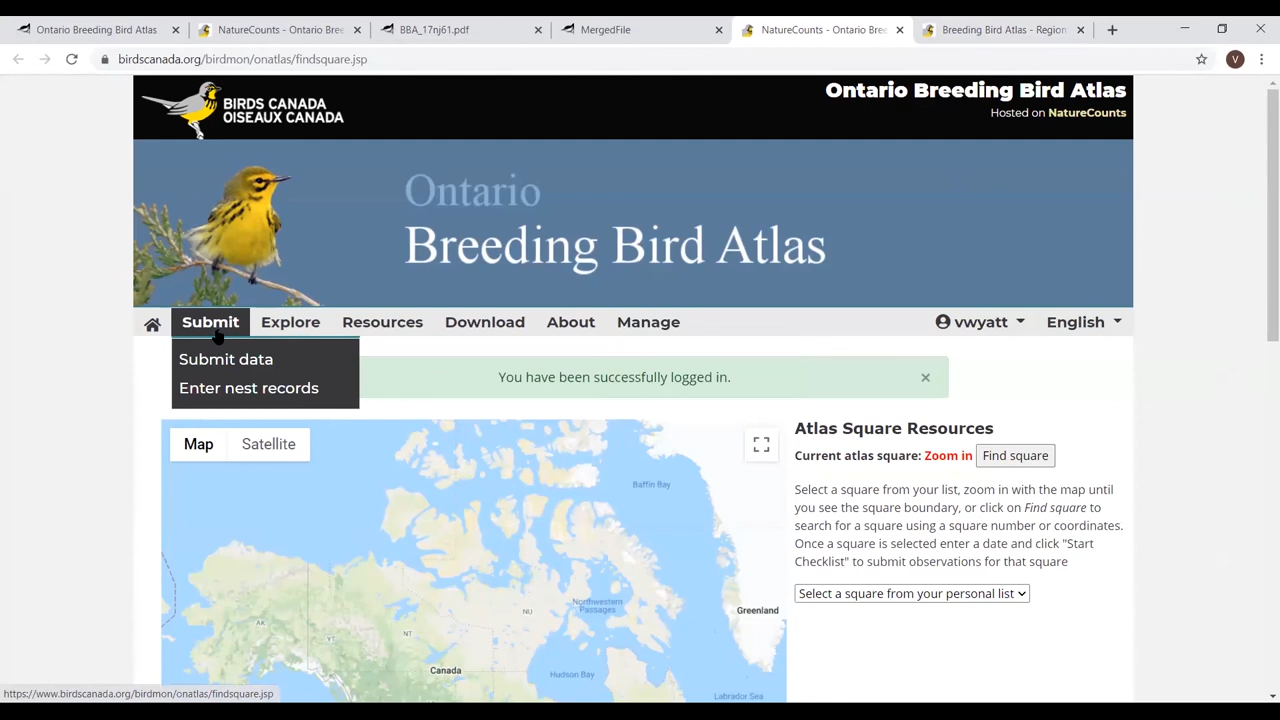 Ontario Breeding Bird Atlas
NatureCounts - Ontario Bree
BBA_17nj61.pdf
MergedFile
NatureCounts - Ontario Bree
Breeding Bird Atlas - Region
birdscanada.org/birdmon/onatlas/findsquare.jsp
V
BIRDS CANADA
OISEAUX CANADA
Ontario Breeding Bird Atlas
Hosted on NatureCounts
Ontario
Breeding Bird Atlas
Submit Explore Resources Download About Manage vwyatt English
Submit data
Enter nest records
You have been successfully logged in.
Map Satellite
Baffin Bay
Northwestern
Passages
NU
Greenland
YT
NT
Canada
Hudson Bay
Labrador Sea
Atlas Square Resources
Current atlas square: Zoom in Find square
Select a square from your list, zoom in with the map until
you see the square boundary, or click on Find square to
search for a square using a square number or coordinates.
Once a square is selected enter a date and click "Start
Checklist" to submit observations for that square
Select a square from your personal list
https://www.birdscanada.org/birdmon/onatlas/findsquare.jsp